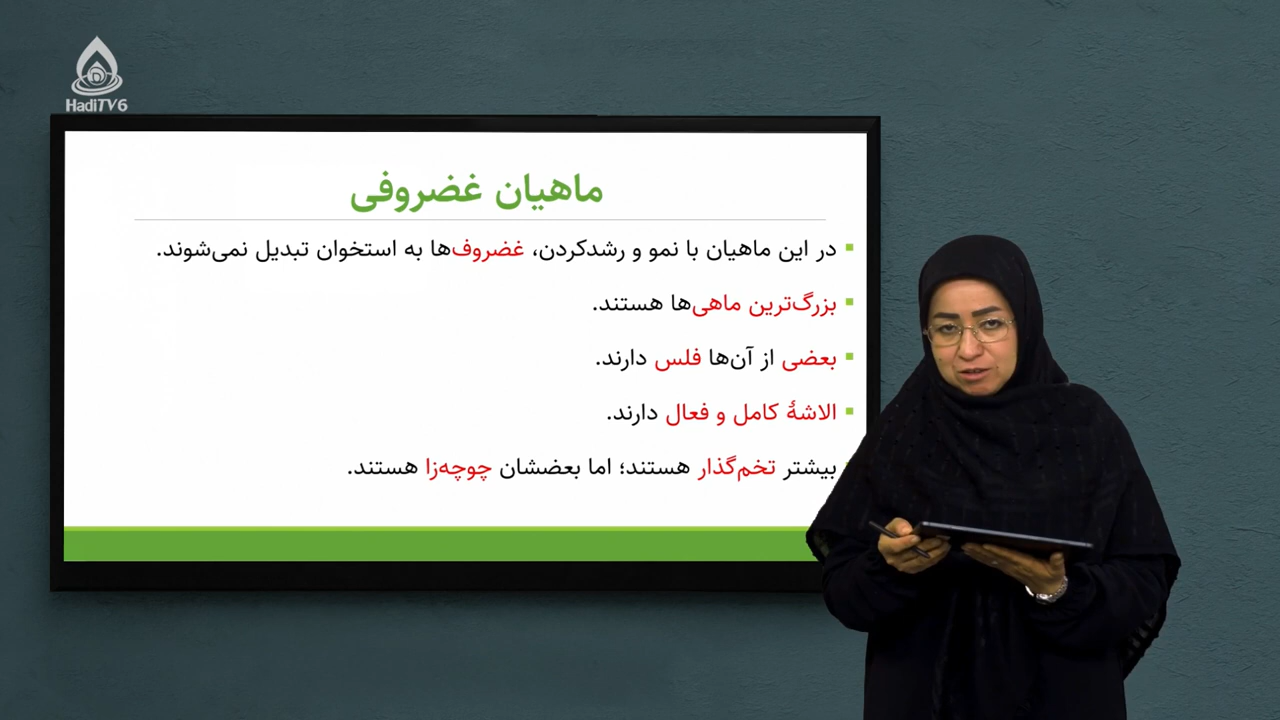 HadiTV6
ماهیان غضروفی
در این ماهیان با نمو و رشدکردن، غضروف‌ها به استخوان تبدیل نمی‌شوند.
بزرگ‌ترین ماهی‌ها هستند.
بعضی از آن‌ها فلس دارند.
الاشهٔ کامل و فعال دارند.
بیشتر تخم‌گذار هستند؛ اما بعضشان چوچه‌زا هستند.